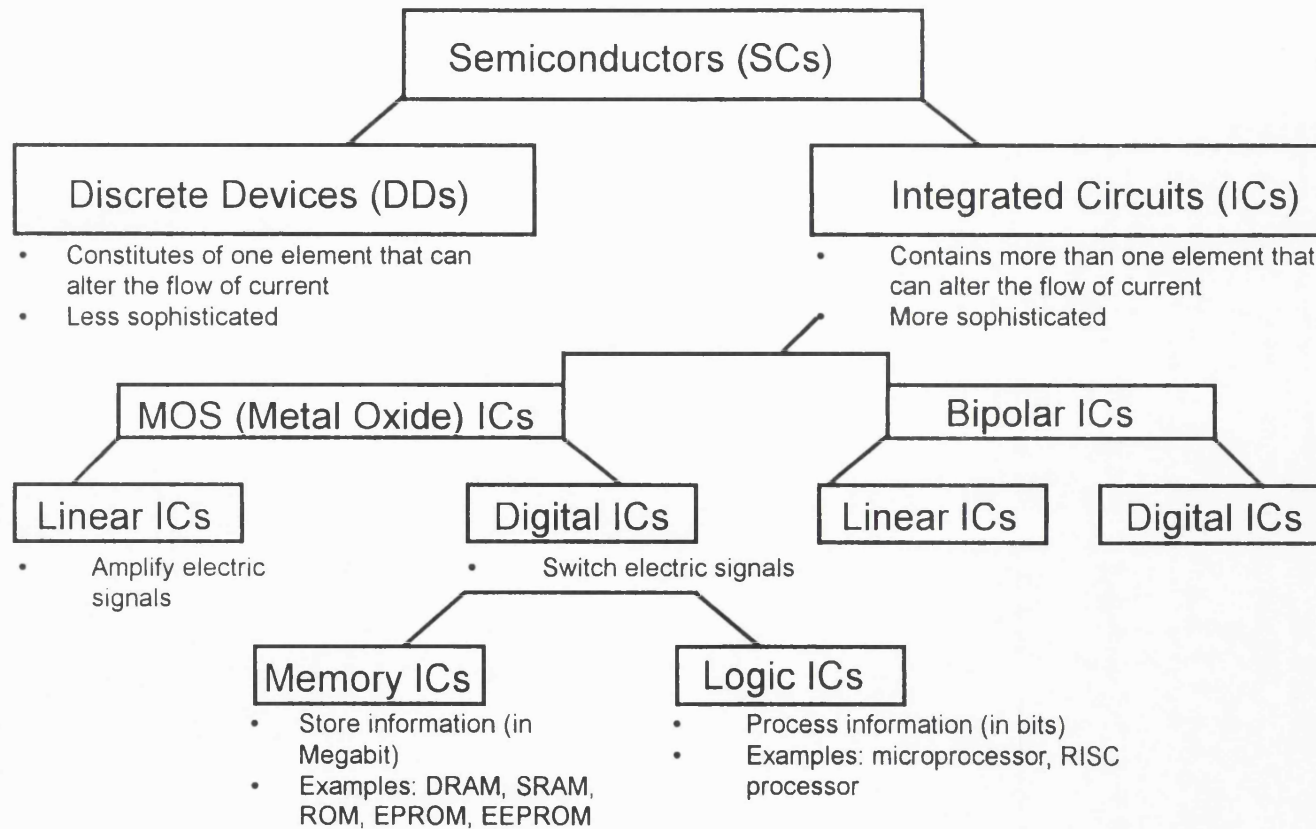 Semiconductors (SCs)
Discrete Devices (DDs)
• Constitutes of one element that can
alter the flow of current
• Less sophisticated
Integrated Circuits (ICs)
• Contains more than one element that
can alter the flow of current
• More sophisticated
MOS (Metal Oxide) ICs
Bipolar ICs
Linear ICs
• Amplify electric
signals
Digital ICs
• Switch electric signals
Linear ICs
Digital ICs
Memory ICs
• Store information (in
Megabit)
• Examples: DRAM, SRAM,
ROM, EPROM, EEPROM
Logic ICs
• Process information (in bits)
• Examples: microprocessor, RISC
processor